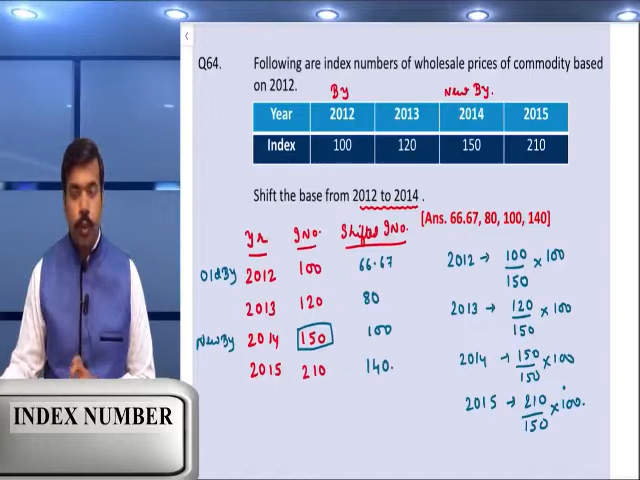 Q64. Following are index numbers of wholesale prices of commodity based
on 2012.
By New By.
Year 2012 2013 2014 2015
Index 100 120 150 210
Shift the base from 2012 to 2014 .
[Ans. 66.67, 80, 100, 140]
Yr I No. Shifted I No.
Old By 2012 100 66.67
2013 120 80
New By 2014 150 100
2015 210 140.
2012 → 100/150 × 100
2013 → 120/150 × 100
2014 → 150/150 × 100
2015 → 210/150 × 100.
INDEX NUMBER